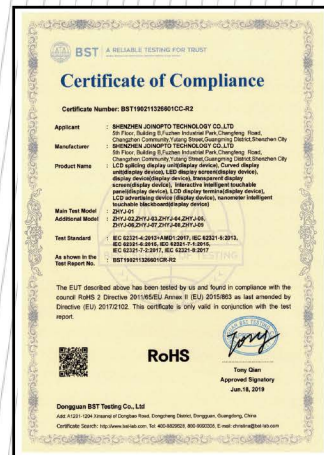 BST A RELIABLE TESTING FOR TRUST
Certificate of Compliance
Certificate Number: BST190211326601CC-R2
Applicant : SHENZHEN JOINOPTO TECHNOLOGY CO.,LTD
5th Floor, Building B,Fuzhen Industrial Park,Changfeng Road,
Changzhen Community,Yutang Street,Guangming District,Shenzhen City
Manufacturer : SHENZHEN JOINOPTO TECHNOLOGY CO.,LTD
5th Floor, Building B,Fuzhen Industrial Park,Changfeng Road,
Changzhen Community,Yutang Street,Guangming District,Shenzhen City
Product Name : LCD splicing display unit(display device), Curved display
unit(display device), LED display screen(display device),
display device(display device), transparent display
screen(display device), Interactive intelligent touchable
panel(display device), LCD display terminal(display device),
LCD advertising device (display device), nanometer intelligent
touchable blackboard(display device)
Main Test Model : ZHYJ-01
Additional Model : ZHYJ-02,ZHYJ-03,ZHYJ-04,ZHYJ-05,
ZHYJ-06,ZHYJ-07,ZHYJ-08,ZHYJ-09
Test Standard : IEC 62321-4:2013+AMD1:2017, IEC 62321-5:2013,
IEC 62321-6:2015, IEC 62321-7-1:2015,
IEC 62321-7-2:2017, IEC 62321-8:2017
As shown in the
Test Report No. : BST190211326601CR-R2
The EUT described above has been tested by us and found in compliance with the
council RoHS 2 Directive 2011/65/EU Annex II (EU) 2015/863 as last amended by
Directive (EU) 2017/2102. This certificate is only valid in conjunction with the test
report.
RoHS
Tony
Tony Qian
Approved Signatory
Jun.18, 2019
Dongguan BST Testing Co., Ltd